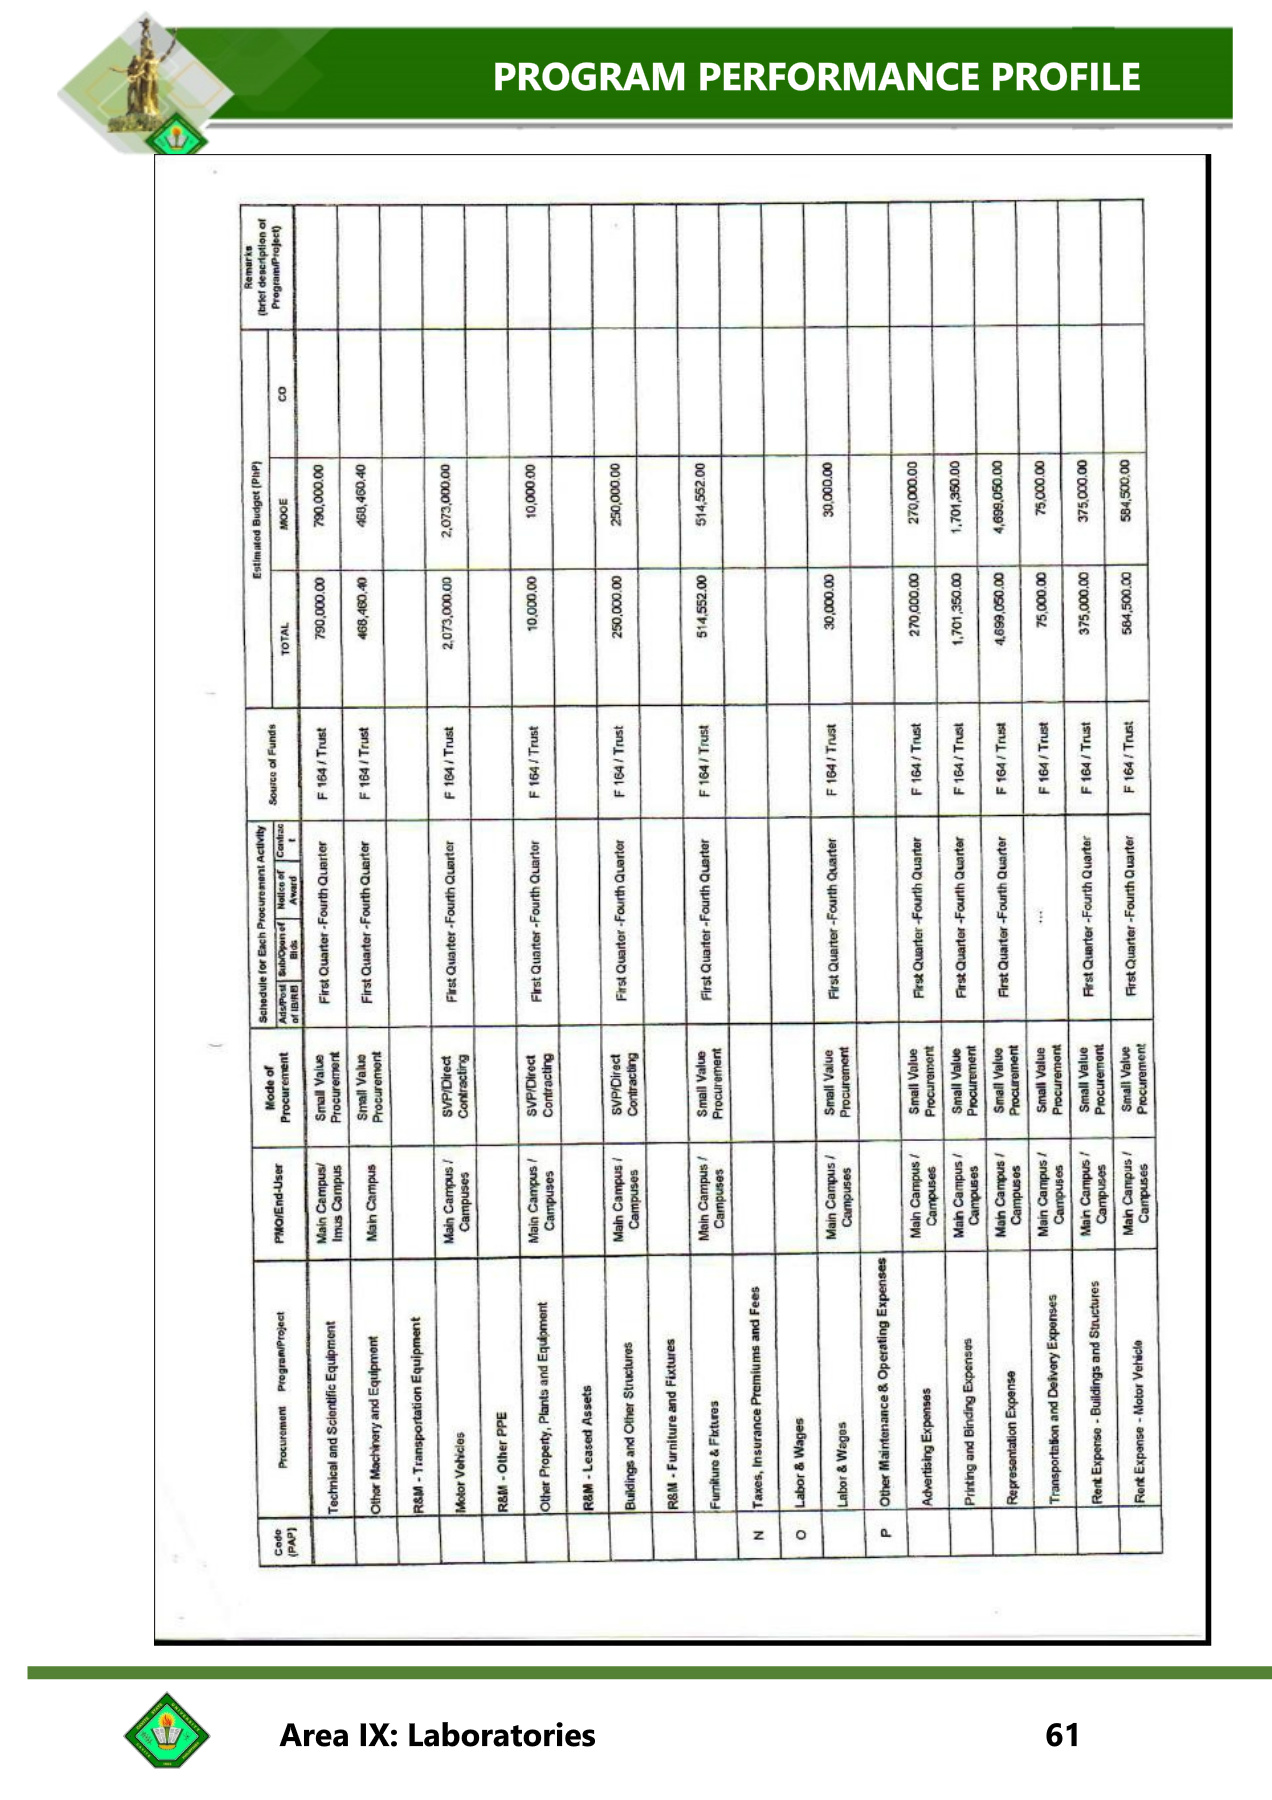 PROGRAM PERFORMANCE PROFILE
Code (PAP) | Procurement Program/Project | PMO/End-User | Mode of Procurement | Schedule for Each Procurement Activity | Source of Funds | Estimated Budget (PhP) | Remarks (brief description of Program/Project)
Ads/Post of IB/REI | Sub/Open of Bids | Notice of Award | Contract | TOTAL | MOOE | CO
Technical and Scientific Equipment | Main Campus/ Imus Campus | Small Value Procurement | First Quarter -Fourth Quarter | F 164 / Trust | 790,000.00 | 790,000.00
Other Machinery and Equipment | Main Campus | Small Value Procurement | First Quarter -Fourth Quarter | F 164 / Trust | 468,460.40 | 468,460.40
R&M - Transportation Equipment
Motor Vehicles | Main Campus / Campuses | SVP/Direct Contracting | First Quarter -Fourth Quarter | F 164 / Trust | 2,073,000.00 | 2,073,000.00
R&M - Other PPE
Other Property, Plants and Equipment | Main Campus / Campuses | SVP/Direct Contracting | First Quarter -Fourth Quarter | F 164 / Trust | 10,000.00 | 10,000.00
R&M - Leased Assets
Buildings and Other Structures | Main Campus / Campuses | SVP/Direct Contracting | First Quarter -Fourth Quarter | F 164 / Trust | 250,000.00 | 250,000.00
R&M - Furniture and Fixtures
Furniture & Fixtures | Main Campus / Campuses | Small Value Procurement | First Quarter -Fourth Quarter | F 164 / Trust | 514,552.00 | 514,552.00
N | Taxes, Insurance Premiums and Fees
O | Labor & Wages
Labor & Wages | Main Campus / Campuses | Small Value Procurement | First Quarter -Fourth Quarter | F 164 / Trust | 30,000.00 | 30,000.00
P | Other Maintenance & Operating Expenses
Advertising Expenses | Main Campus / Campuses | Small Value Procurement | First Quarter -Fourth Quarter | F 164 / Trust | 270,000.00 | 270,000.00
Printing and Binding Expenses | Main Campus / Campuses | Small Value Procurement | First Quarter -Fourth Quarter | F 164 / Trust | 1,701,350.00 | 1,701,350.00
Representation Expense | Main Campus / Campuses | Small Value Procurement | First Quarter -Fourth Quarter | F 164 / Trust | 4,699,050.00 | 4,699,050.00
Transportation and Delivery Expenses | Main Campus / Campuses | Small Value Procurement | ... | F 164 / Trust | 75,000.00 | 75,000.00
Rent Expense - Buildings and Structures | Main Campus / Campuses | Small Value Procurement | First Quarter -Fourth Quarter | F 164 / Trust | 375,000.00 | 375,000.00
Rent Expense - Motor Vehicle | Main Campus / Campuses | Small Value Procurement | First Quarter -Fourth Quarter | F 164 / Trust | 584,500.00 | 584,500.00
Area IX: Laboratories
61